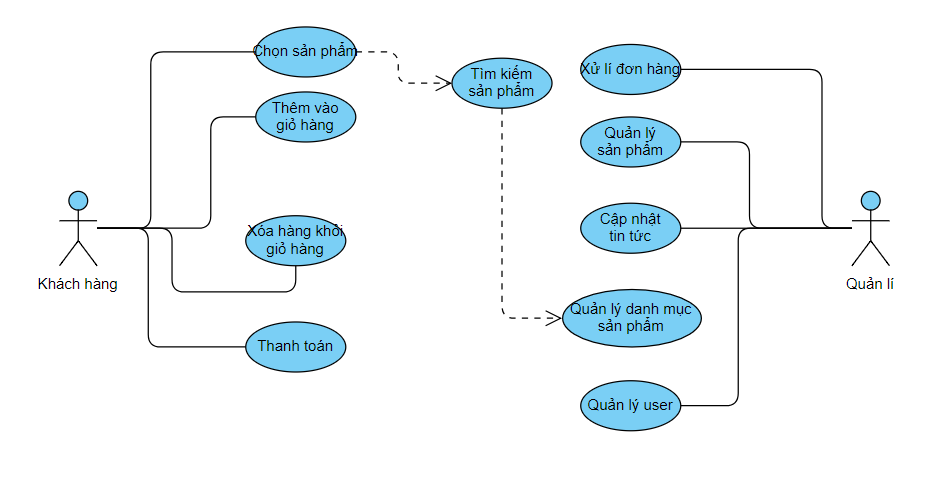 Chọn sản phẩm
Thêm vào
giỏ hàng
Xóa hàng khỏi
giỏ hàng
Thanh toán
Khách hàng
Tìm kiếm
sản phẩm
Xử lí đơn hàng
Quản lý
sản phẩm
Cập nhật
tin tức
Quản lý danh mục
sản phẩm
Quản lý user
Quản lí